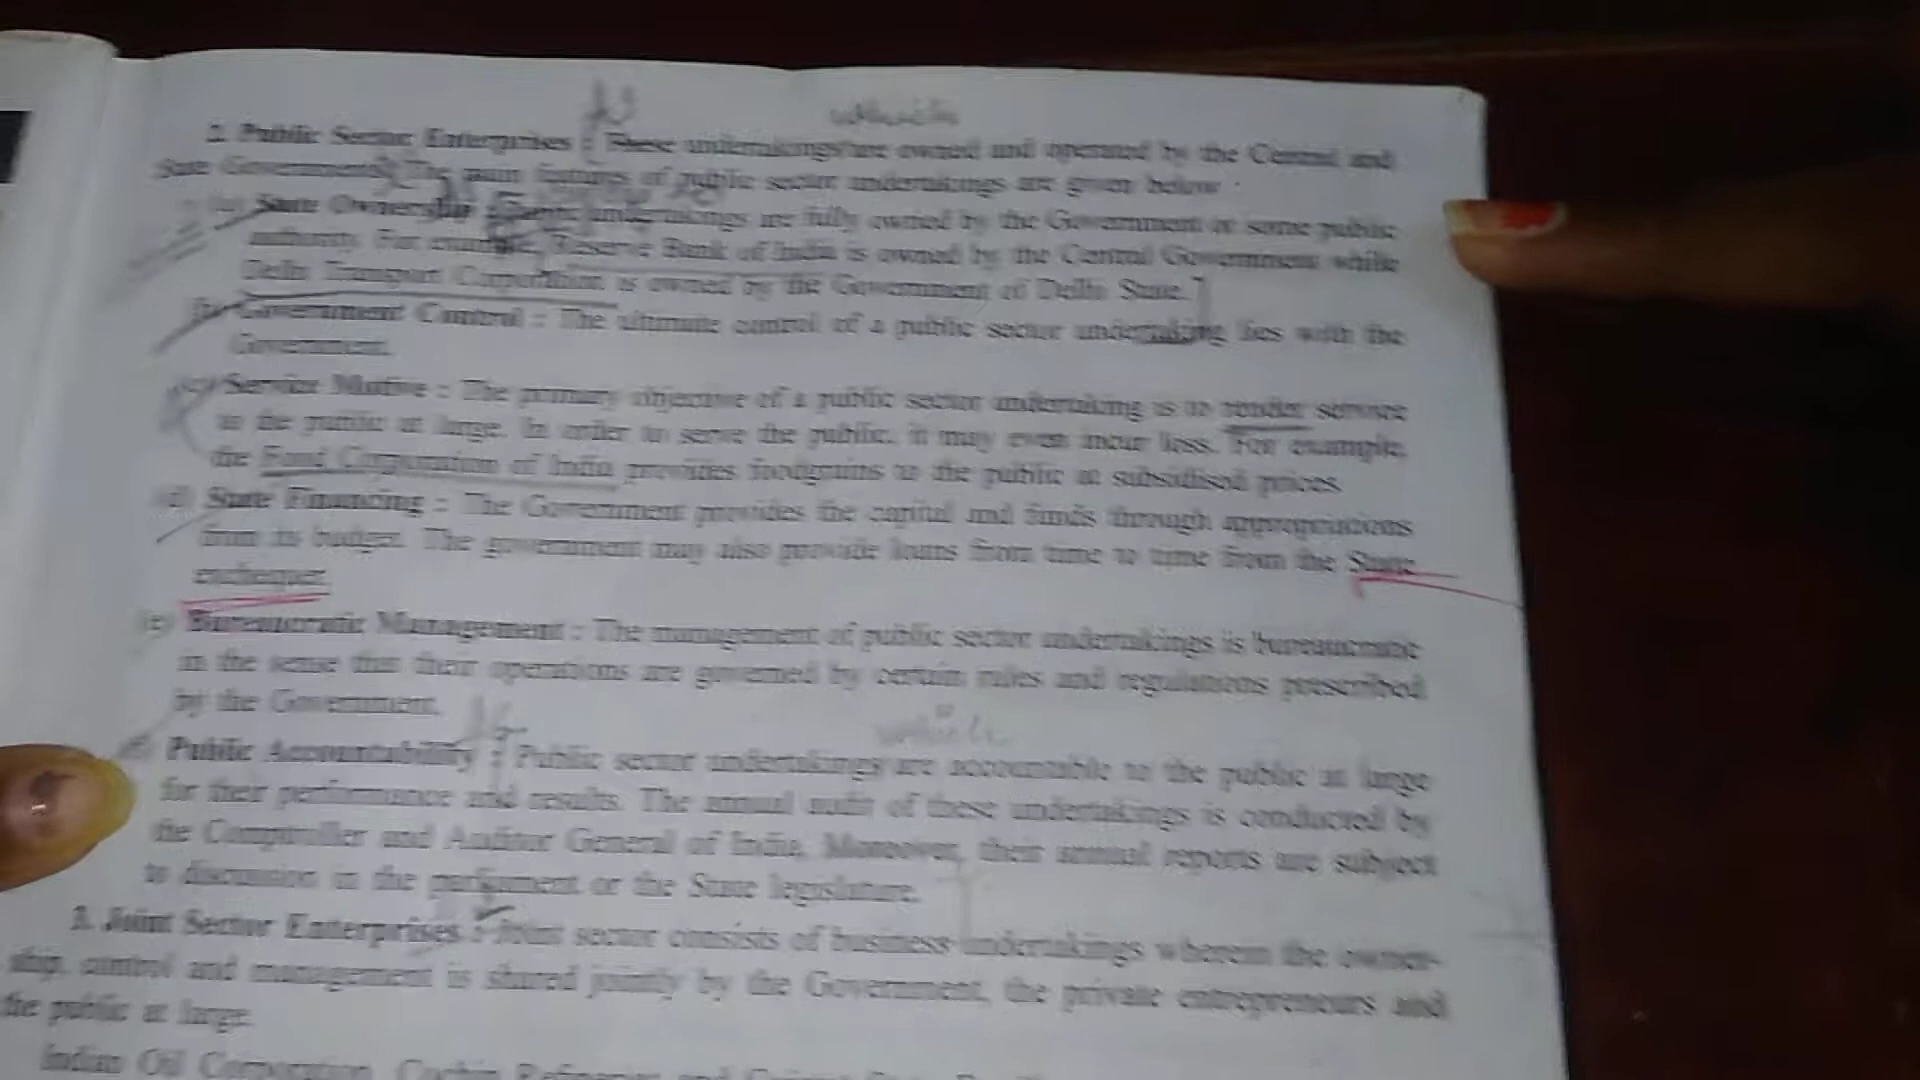 which
2. Public Sector Enterprises : These undertakings are owned and operated by the Central and
State Governments. The main features of public sector undertakings are given below :
(a) State Ownership : These undertakings are fully owned by the Government or some public
authority. For example, Reserve Bank of India is owned by the Central Government while
Delhi Transport Corporation is owned by the Government of Delhi State.
(b) Government Control : The ultimate control of a public sector undertaking lies with the
Government.
(c) Service Motive : The primary objective of a public sector undertaking is to render service
to the public at large. In order to serve the public, it may even incur loss. For example,
the Food Corporation of India provides foodgrains to the public at subsidised prices.
(d) State Financing : The Government provides the capital and funds through appropriations
from its budget. The government may also provide loans from time to time from the State
exchequer.
(e) Bureaucratic Management : The management of public sector undertakings is bureaucratic
in the sense that their operations are governed by certain rules and regulations prescribed
by the Government.
which
(f) Public Accountability : Public sector undertakings are accountable to the public at large
for their performance and results. The annual audit of these undertakings is conducted by
the Comptroller and Auditor General of India. Moreover, their annual reports are subject
to discussion in the parliament or the State legislature.
3. Joint Sector Enterprises : Joint sector consists of business undertakings wherein the owner-
ship, control and management is shared jointly by the Government, the private entrepreneurs and
the public at large.
Indian Oil Corporation, Cochin Refineries and